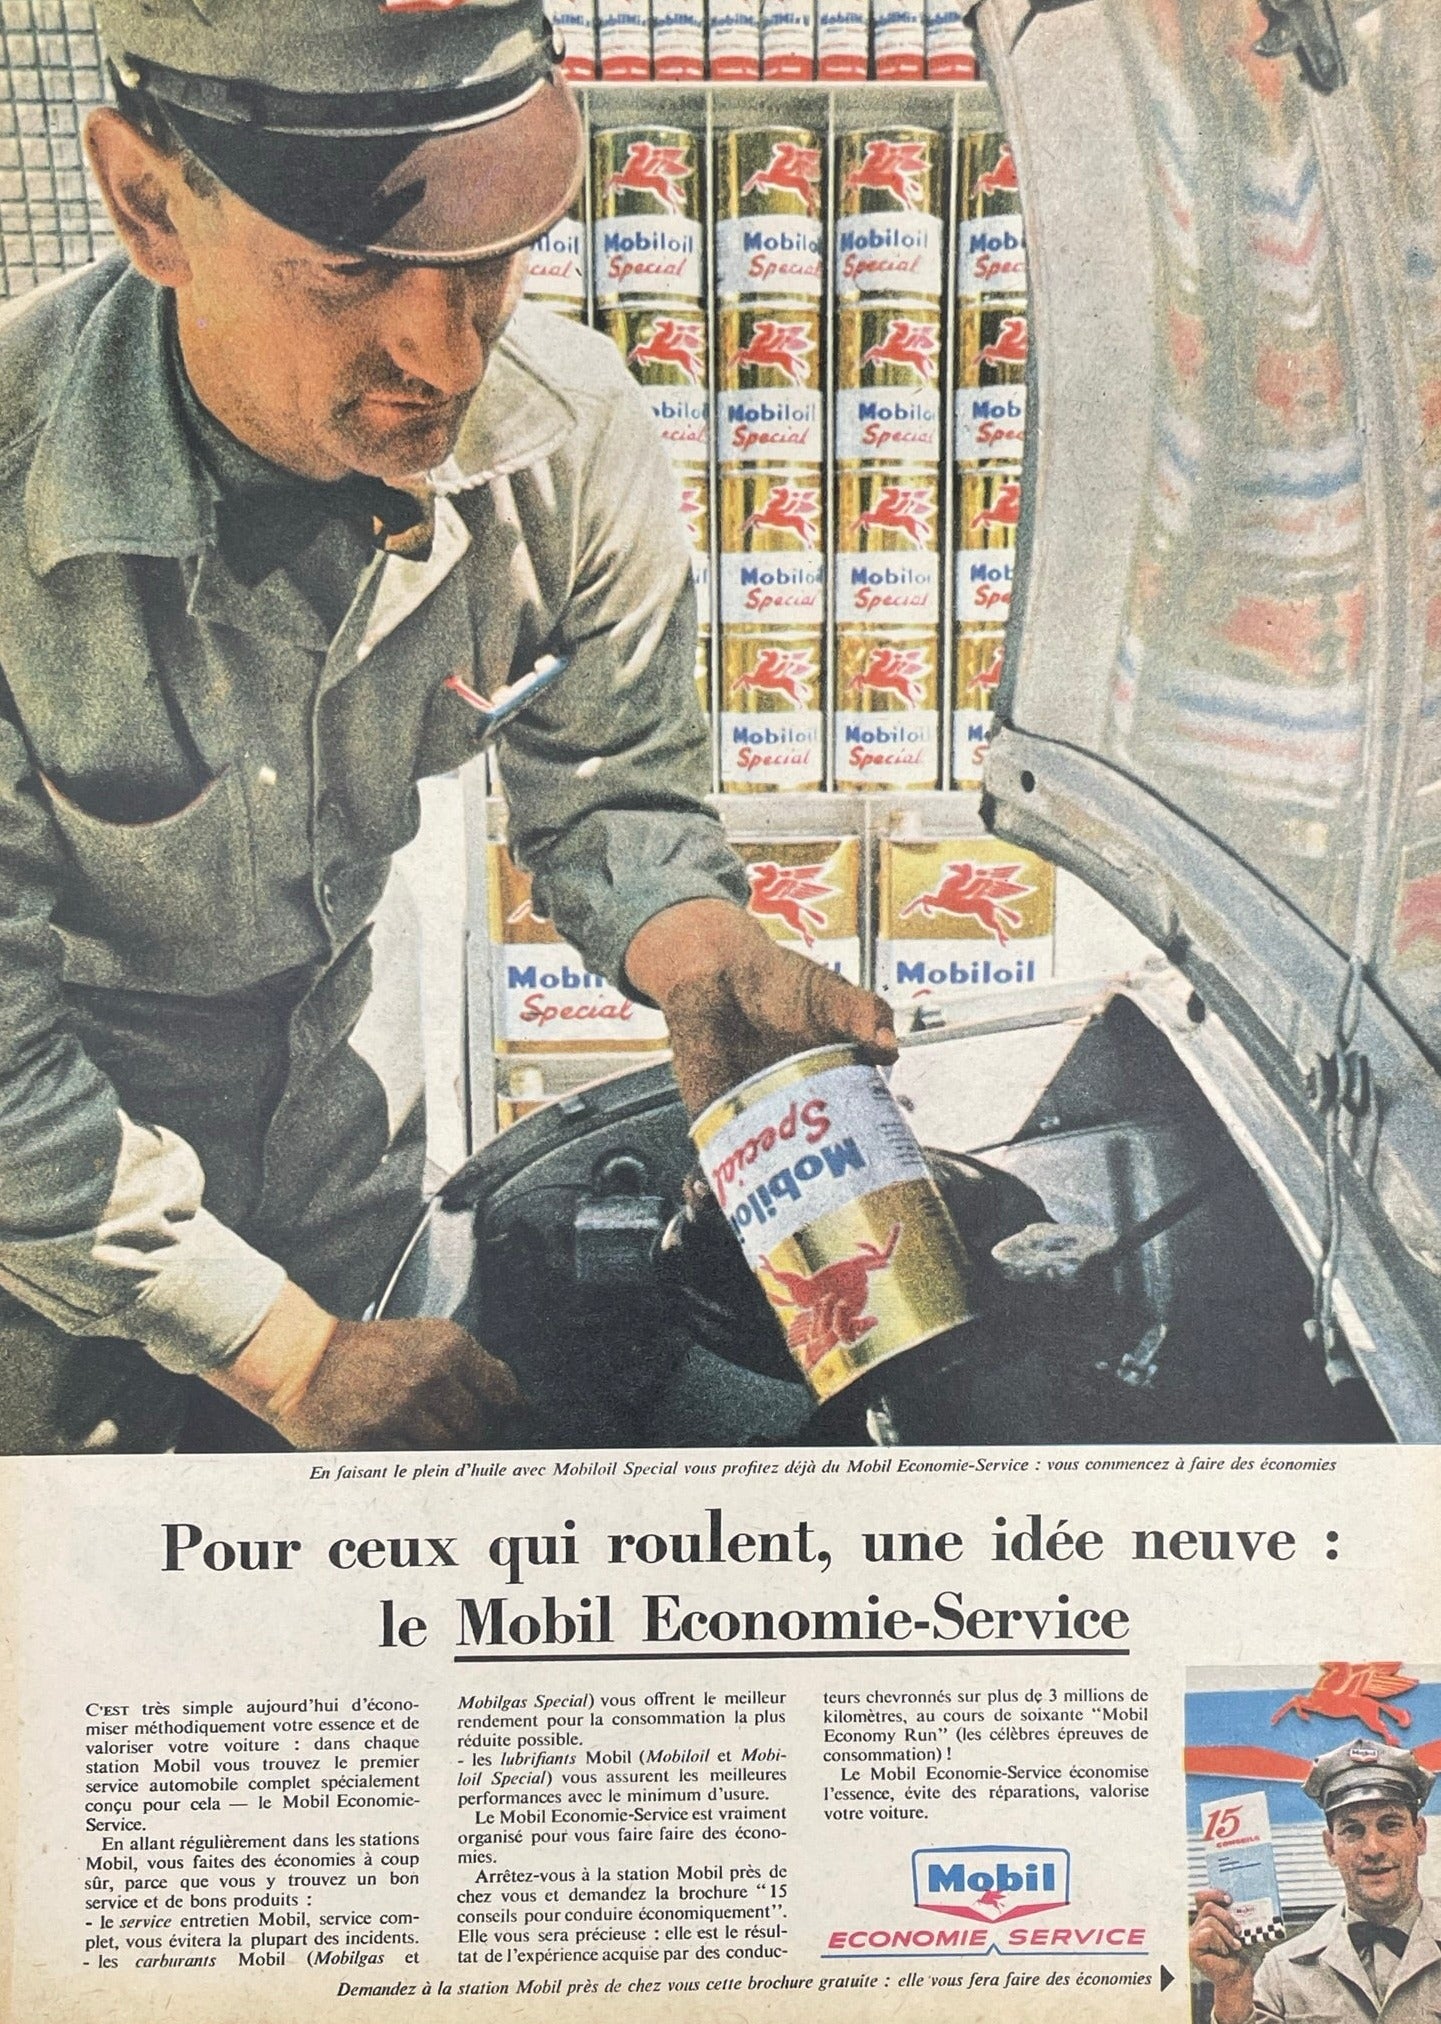 MobilMix
Mobiloil
Special
Mobiloil
Special
Mobiloil
Special
Mobiloil
Special
Mobiloil
Special
Mobiloil
Special
Mobiloil
Special
Mobiloil
Special
Mobiloil
Special
Mobiloil
Special
Special
Mobiloil
Mobiloil
Special
En faisant le plein d'huile avec Mobiloil Special vous profitez déjà du Mobil Economie-Service : vous commencez à faire des économies
Pour ceux qui roulent, une idée neuve :
le Mobil Economie-Service
C'EST très simple aujourd'hui d'écono-
miser méthodiquement votre essence et de
valoriser votre voiture : dans chaque
station Mobil vous trouvez le premier
service automobile complet spécialement
conçu pour cela — le Mobil Economie-
Service.
En allant régulièrement dans les stations
Mobil, vous faites des économies à coup
sûr, parce que vous y trouvez un bon
service et de bons produits :
- le service entretien Mobil, service com-
plet, vous évitera la plupart des incidents.
- les carburants Mobil (Mobilgas et
Mobilgas Special) vous offrent le meilleur
rendement pour la consommation la plus
réduite possible.
- les lubrifiants Mobil (Mobiloil et Mobi-
loil Special) vous assurent les meilleures
performances avec le minimum d'usure.
Le Mobil Economie-Service est vraiment
organisé pour vous faire faire des écono-
mies.
Arrêtez-vous à la station Mobil près de
chez vous et demandez la brochure "15
conseils pour conduire économiquement".
Elle vous sera précieuse : elle est le résul-
tat de l'expérience acquise par des conduc-
teurs chevronnés sur plus de 3 millions de
kilomètres, au cours de soixante "Mobil
Economy Run" (les célèbres épreuves de
consommation) !
Le Mobil Economie-Service économise
l'essence, évite des réparations, valorise
votre voiture.
Mobil
ECONOMIE SERVICE
Mobil
15
CONSEILS
Demandez à la station Mobil près de chez vous cette brochure gratuite : elle vous fera faire des économies